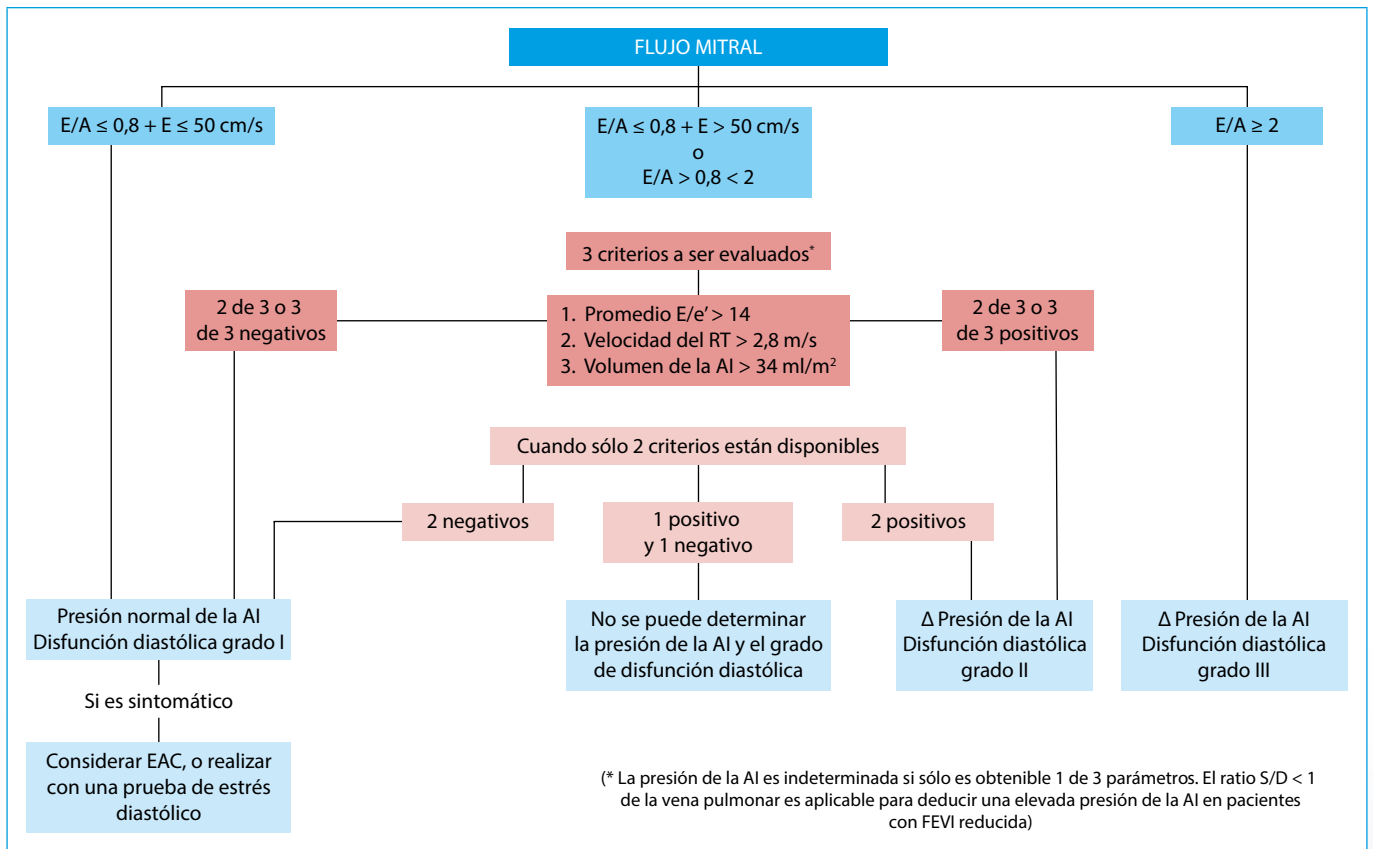 FLUJO MITRAL
E/A ≤ 0,8 + E ≤ 50 cm/s
E/A ≤ 0,8 + E > 50 cm/s
o
E/A > 0,8 < 2
E/A ≥ 2
3 criterios a ser evaluados*
2 de 3 o 3
de 3 negativos
1. Promedio E/e’ > 14
2. Velocidad del RT > 2,8 m/s
3. Volumen de la AI > 34 ml/m²
2 de 3 o 3
de 3 positivos
Cuando sólo 2 criterios están disponibles
2 negativos
1 positivo
y 1 negativo
2 positivos
Presión normal de la AI
Disfunción diastólica grado I
No se puede determinar
la presión de la AI y el grado
de disfunción diastólica
Δ Presión de la AI
Disfunción diastólica
grado II
Δ Presión de la AI
Disfunción diastólica
grado III
Si es sintomático
Considerar EAC, o realizar
con una prueba de estrés
diastólico
(* La presión de la AI es indeterminada si sólo es obtenible 1 de 3 parámetros. El ratio S/D < 1
de la vena pulmonar es aplicable para deducir una elevada presión de la AI en pacientes
con FEVI reducida)